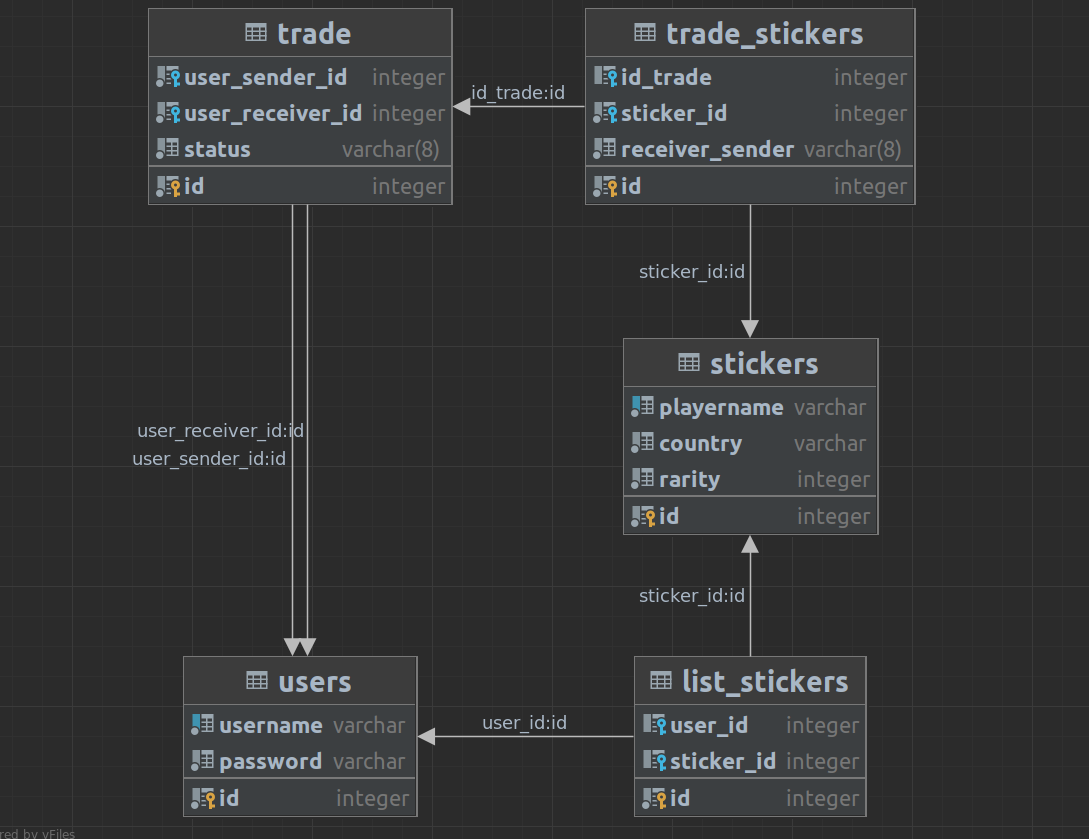 trade
user_sender_id integer
user_receiver_id integer
status varchar(8)
id integer
id_trade:id
trade_stickers
id_trade integer
sticker_id integer
receiver_sender varchar(8)
id integer
sticker_id:id
stickers
playername varchar
country varchar
rarity integer
id integer
user_receiver_id:id
user_sender_id:id
sticker_id:id
users
username varchar
password varchar
id integer
user_id:id
list_stickers
user_id integer
sticker_id integer
id integer
red by yFiles